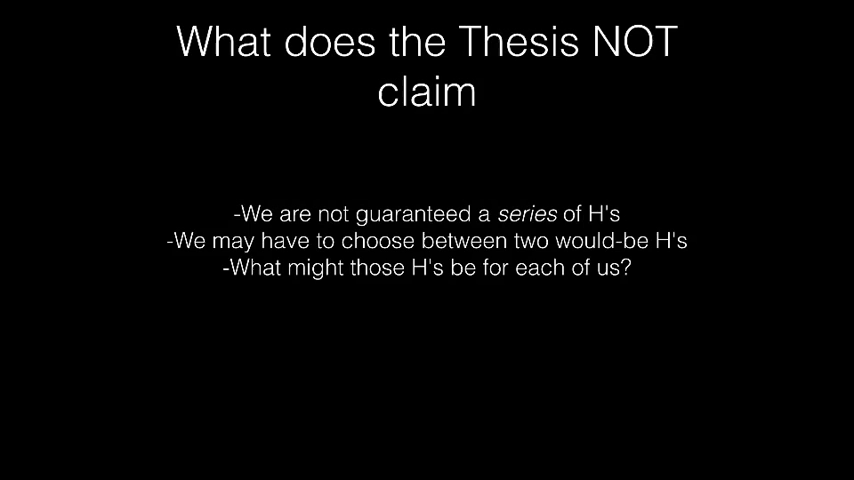 What does the Thesis NOT
claim
-We are not guaranteed a series of H's
-We may have to choose between two would-be H's
-What might those H's be for each of us?